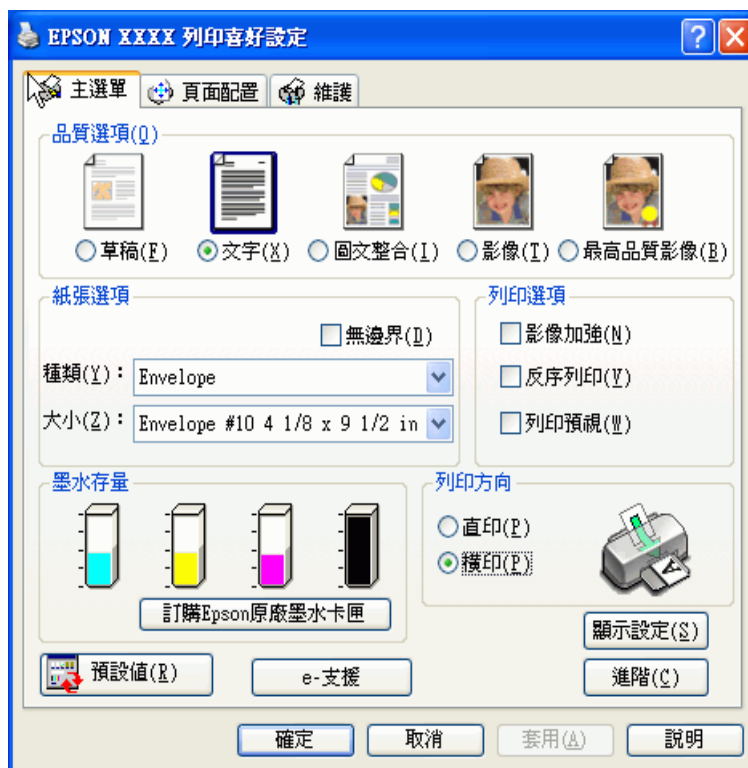 EPSON XXXX 列印喜好設定
主選單 頁面配置 維護
品質選項(Q)
草稿(F) 文字(X) 圖文整合(I) 影像(T) 最高品質影像(B)
紙張選項
無邊界(D)
種類(Y)： Envelope
大小(Z)： Envelope #10 4 1/8 x 9 1/2 in
列印選項
影像加強(N)
反序列印(V)
列印預視(W)
墨水存量
訂購Epson原廠墨水卡匣
列印方向
直印(P)
橫印(P)
A
顯示設定(S)
預設值(R) e-支援 進階(C)
確定 取消 套用(A) 說明